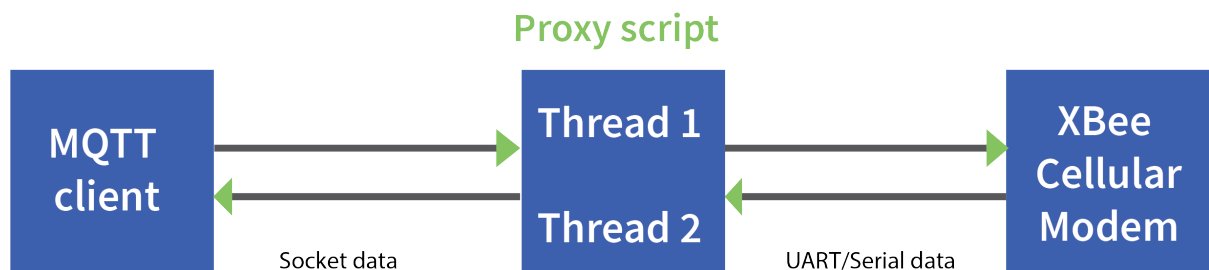 Proxy script
MQTT
client
Thread 1
Thread 2
XBee
Cellular
Modem
Socket data
UART/Serial data